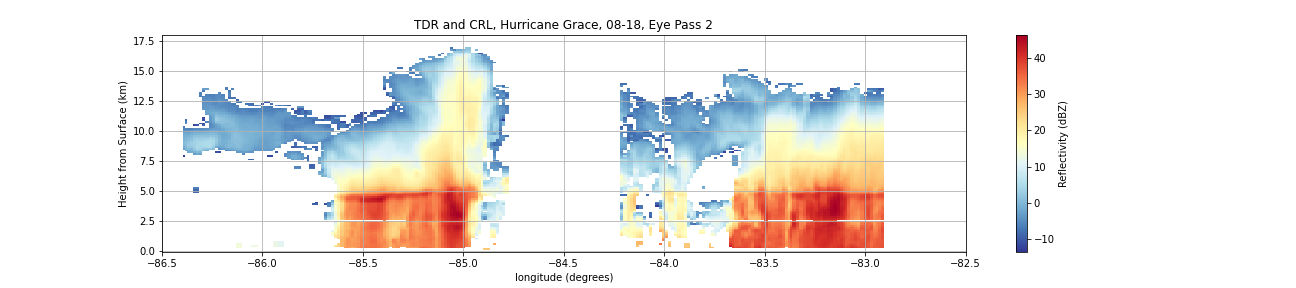 TDR and CRL, Hurricane Grace, 08-18, Eye Pass 2
17.5
15.0
12.5
10.0
7.5
5.0
2.5
0.0
Height from Surface (km)
−86.5 −86.0 −85.5 −85.0 −84.5 −84.0 −83.5 −83.0 −82.5
longitude (degrees)
40
30
20
10
0
−10
Reflectivity (dBZ)